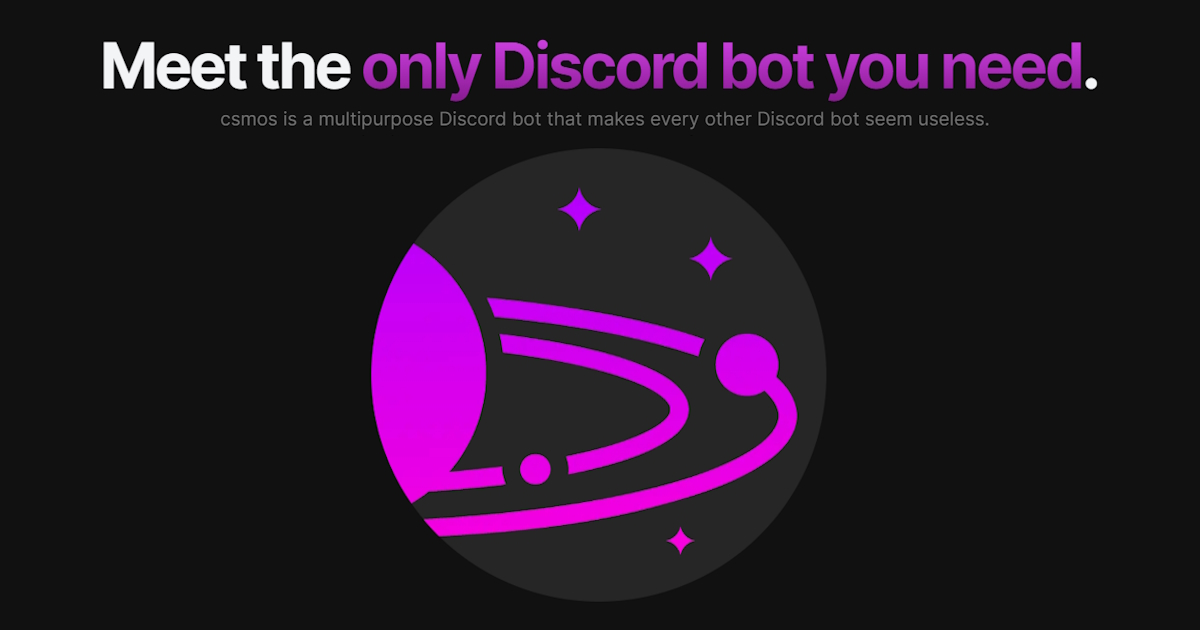 Meet the only Discord bot you need.
csmos is a multipurpose Discord bot that makes every other Discord bot seem useless.